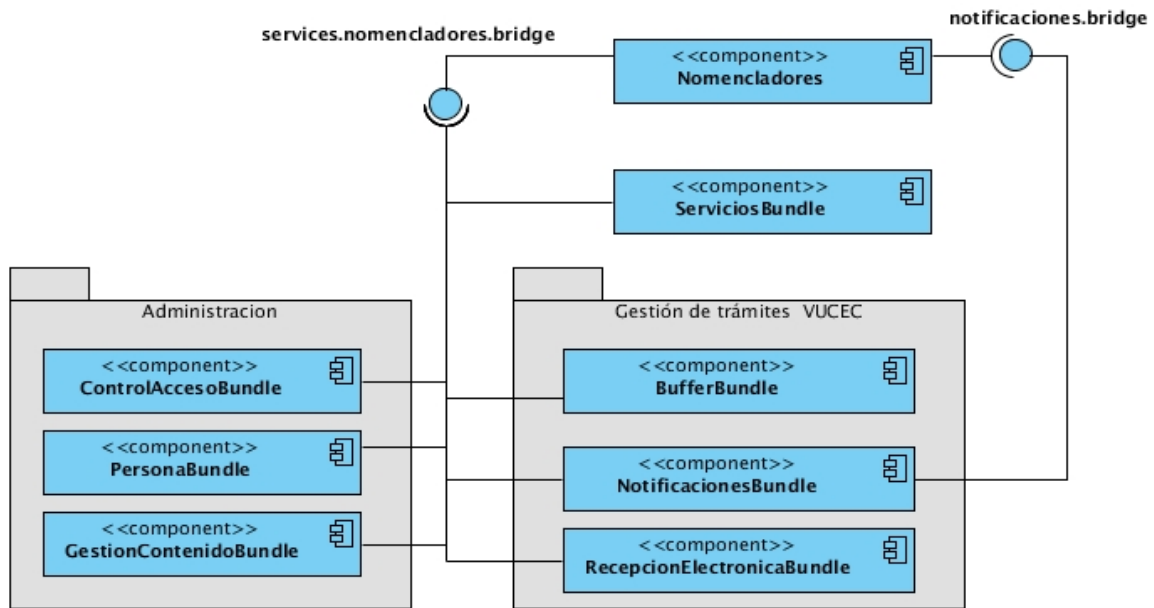 services.nomencladores.bridge
notificaciones.bridge
<<component>>
Nomencladores
<<component>>
ServiciosBundle
Administracion
<<component>>
ControlAccesoBundle
<<component>>
PersonaBundle
<<component>>
GestionContenidoBundle
Gestión de trámites VUCEC
<<component>>
BufferBundle
<<component>>
NotificacionesBundle
<<component>>
RecepcionElectronicaBundle